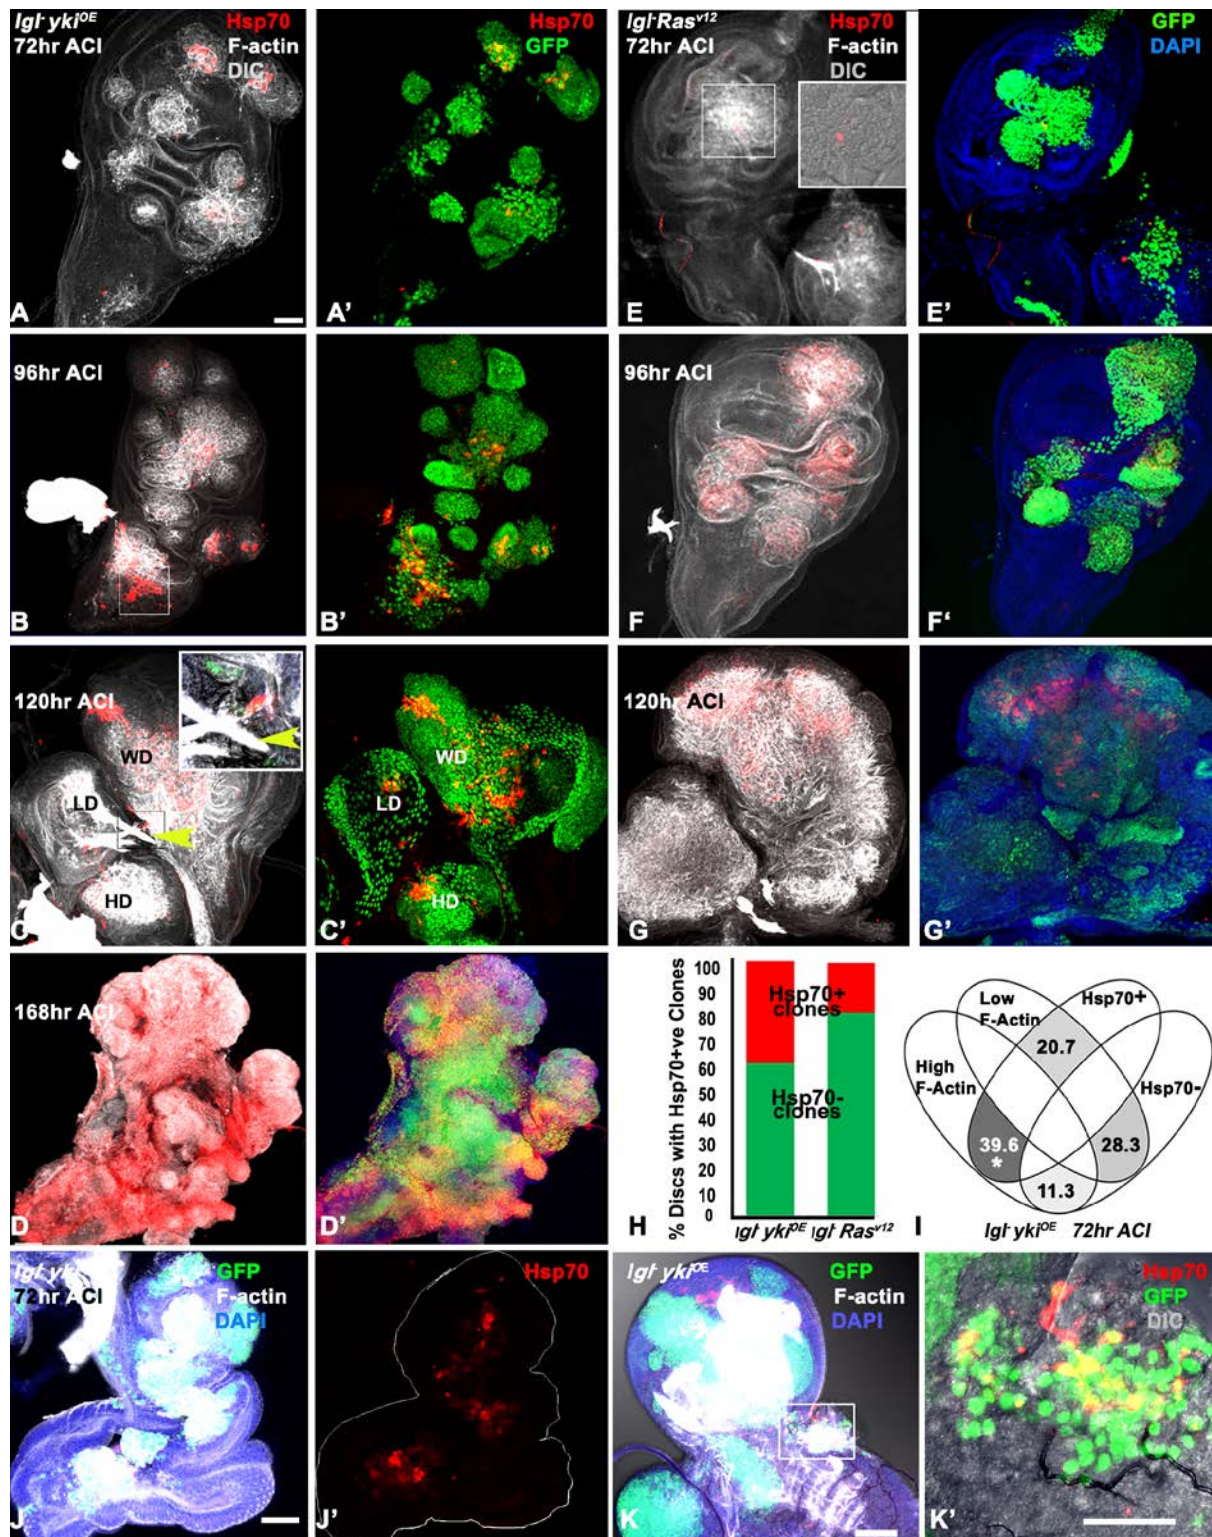 lgl⁻ yki^OE Hsp70
72hr ACI F-actin
DIC
A
Hsp70
GFP
A'
lgl⁻Ras^v12 Hsp70
72hr ACI F-actin
DIC
E
GFP
DAPI
E'
96hr ACI
B
B'
96hr ACI
F
F‘
120hr ACI
WD
LD
HD
C
WD
LD
HD
C'
120hr ACI
G
G'
168hr ACI
D
D'
% Discs with Hsp70+ve Clones
100
90
80
70
60
50
40
30
20
10
0
Hsp70+
clones
Hsp70-
clones
lgl⁻ yki^OE lgl⁻ Ras^v12
H
Low
F-Actin
Hsp70+
High
F-Actin
Hsp70-
20.7
39.6
*
28.3
11.3
I lgl⁻ yki^OE 72hr ACI
GFP
72hr ACI F-actin
DAPI
J
Hsp70
J'
lgl⁻ yki^OE GFP
F-actin
DAPI
K
Hsp70
GFP
DIC
K'